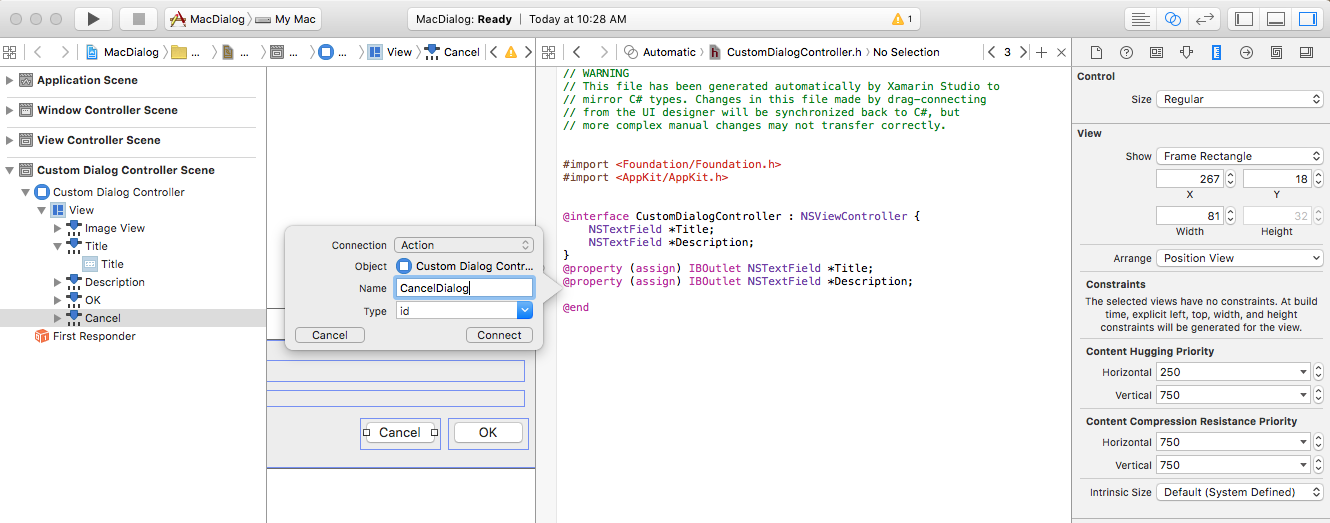 MacDialog My Mac
MacDialog: Ready | Today at 10:28 AM
1
MacDialog ... ... ... ... View Cancel
Automatic CustomDialogController.h No Selection 3
Application Scene
Window Controller Scene
View Controller Scene
Custom Dialog Controller Scene
Custom Dialog Controller
View
Image View
Title
Title
Description
OK
Cancel
First Responder
Connection Action
Object Custom Dialog Contr...
Name CancelDialog
Type id
Cancel Connect
Cancel OK
// WARNING
// This file has been generated automatically by Xamarin Studio to
// mirror C# types. Changes in this file made by drag-connecting
// from the UI designer will be synchronized back to C#, but
// more complex manual changes may not transfer correctly.
#import <Foundation/Foundation.h>
#import <AppKit/AppKit.h>
@interface CustomDialogController : NSViewController {
NSTextField *Title;
NSTextField *Description;
}
@property (assign) IBOutlet NSTextField *Title;
@property (assign) IBOutlet NSTextField *Description;
@end
Control
Size Regular
View
Show Frame Rectangle
267 18
X Y
81 32
Width Height
Arrange Position View
Constraints
The selected views have no constraints. At build
time, explicit left, top, width, and height
constraints will be generated for the view.
Content Hugging Priority
Horizontal 250
Vertical 750
Content Compression Resistance Priority
Horizontal 750
Vertical 750
Intrinsic Size Default (System Defined)